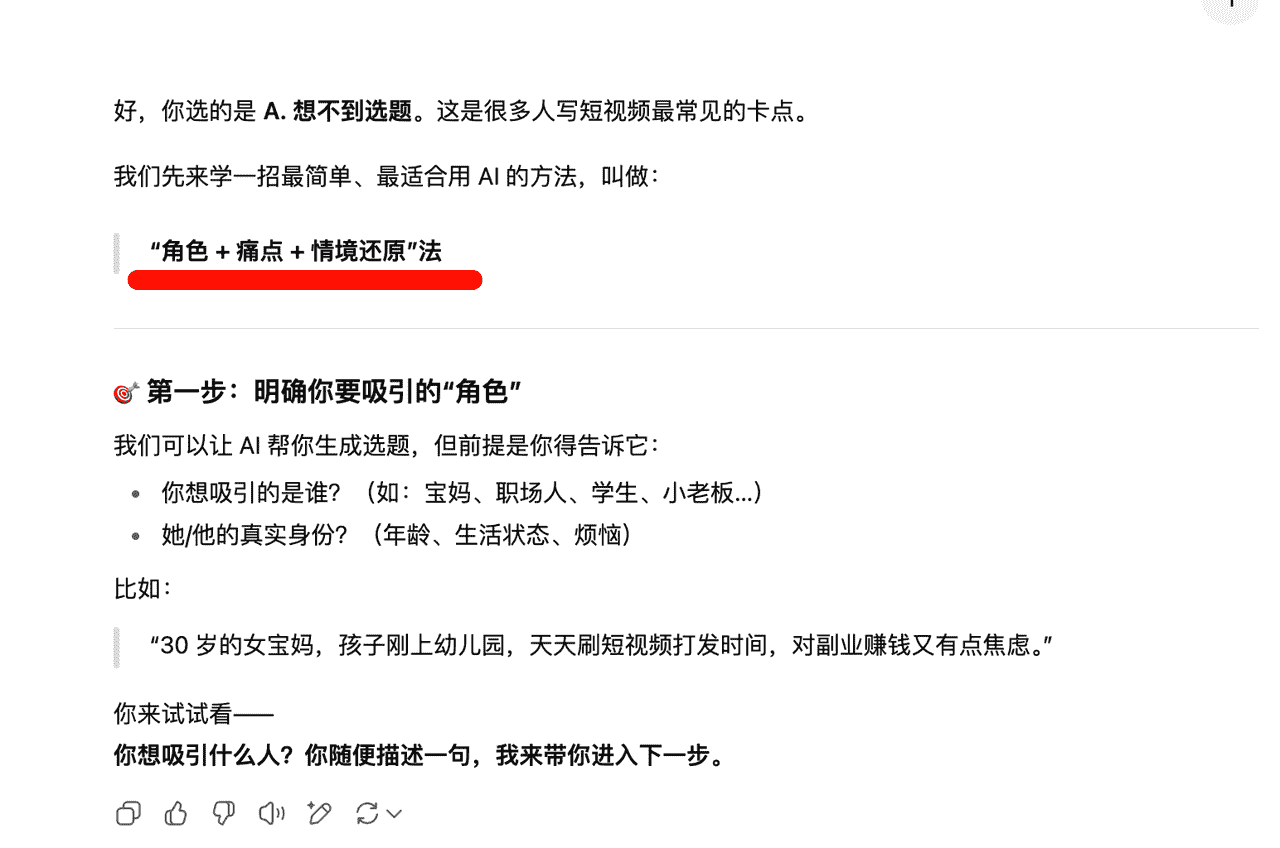 好，你选的是 A. 想不到选题。这是很多人写短视频最常见的卡点。
我们先来学一招最简单、最适合用 AI 的方法，叫做：
“角色 + 痛点 + 情境还原”法
🎯 第一步：明确你要吸引的“角色”
我们可以让 AI 帮你生成选题，但前提是你得告诉它：
• 你想吸引的是谁？（如：宝妈、职场人、学生、小老板…）
• 她/他的真实身份？（年龄、生活状态、烦恼）
比如：
“30 岁的女宝妈，孩子刚上幼儿园，天天刷短视频打发时间，对副业赚钱又有点焦虑。”
你来试试看——
你想吸引什么人？你随便描述一句，我来带你进入下一步。